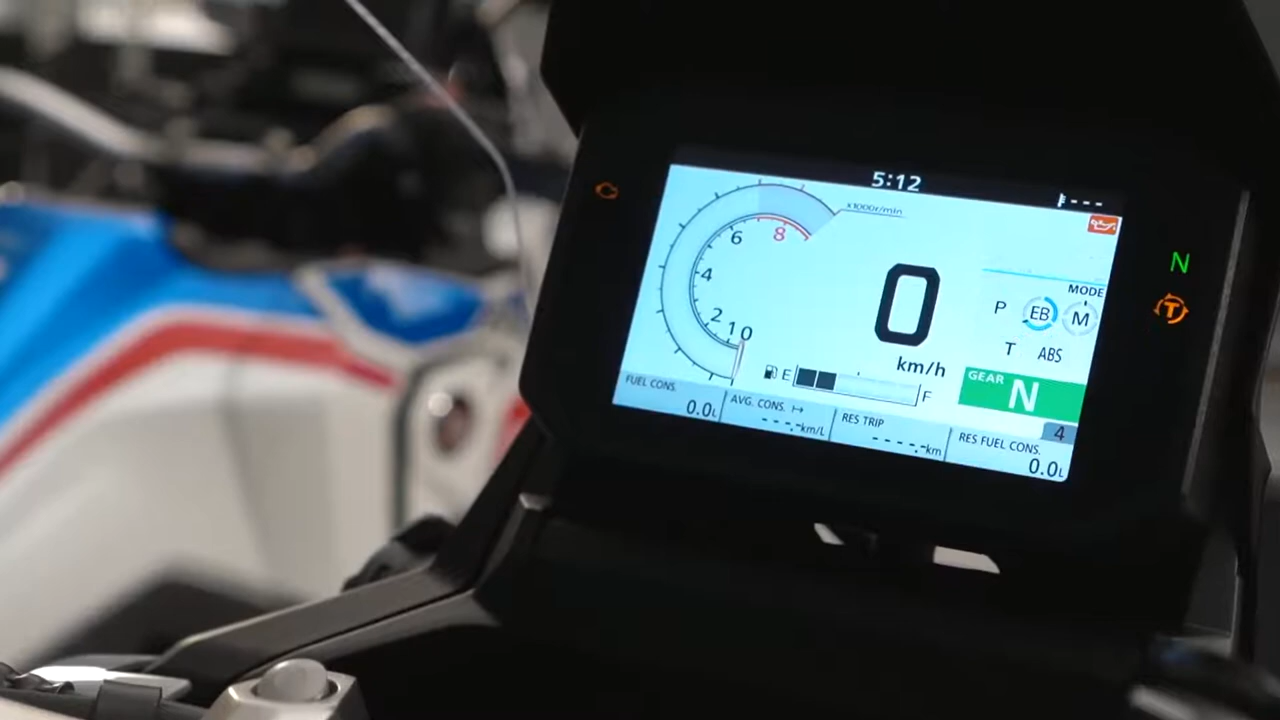 5:12
---
x1000r/min
6
8
4
2
1
0
0
km/h
MODE
P
EB
M
T
ABS
N
T
E
F
GEAR
N
4
FUEL CONS.
0.0L
AVG. CONS.
---.-km/L
RES TRIP
----.-km
RES FUEL CONS.
0.0L